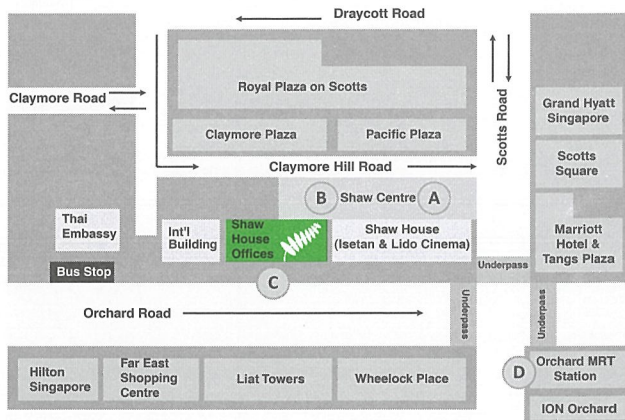 Draycott Road
Royal Plaza on Scotts
Claymore Road
Claymore Plaza
Pacific Plaza
Scotts Road
Grand Hyatt
Singapore
Scotts
Square
Claymore Hill Road
B
Shaw Centre
A
Thai
Embassy
Int'l
Building
Shaw
House
Offices
Shaw House
(Isetan & Lido Cinema)
Marriott
Hotel &
Tangs Plaza
Bus Stop
C
Underpass
Orchard Road
Underpass
Underpass
Hilton
Singapore
Far East
Shopping
Centre
Liat Towers
Wheelock Place
D
Orchard MRT
Station
ION Orchard